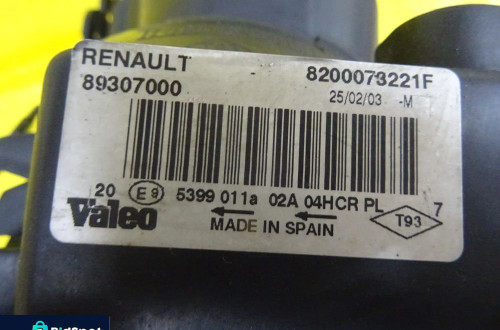 RENAULT 8200073221F
89307000 25/02/03 -M
20 E9 5399 011a 02A 04HCR PL 7
Valeo MADE IN SPAIN T93
BidSpot